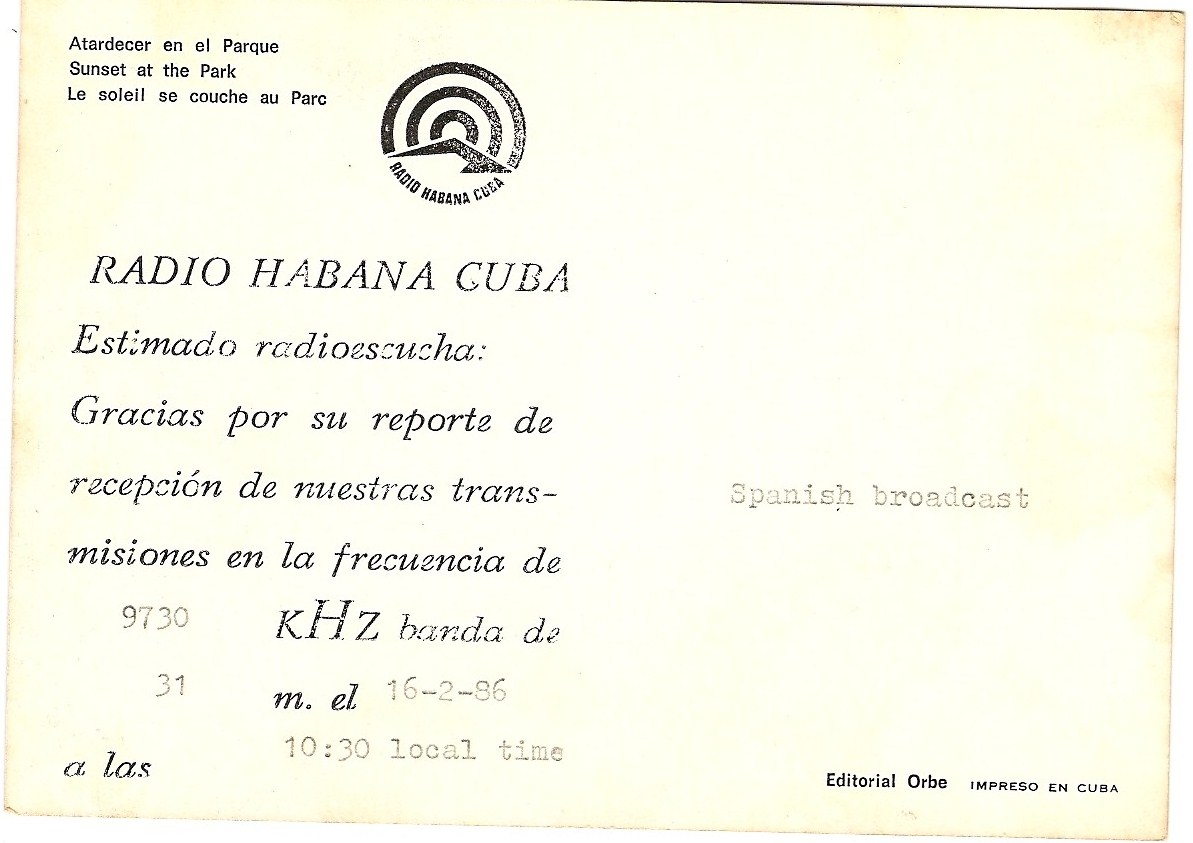 Atardecer en el Parque
Sunset at the Park
Le soleil se couche au Parc
RADIO HABANA CUBA
RADIO HABANA CUBA
Estimado radioescucha:
Gracias por su reporte de
recepción de nuestras trans-
misiones en la frecuencia de
9730 KHZ banda de
31 m. el 16-2-86
a las 10:30 local time
Spanish broadcast
Editorial Orbe IMPRESO EN CUBA